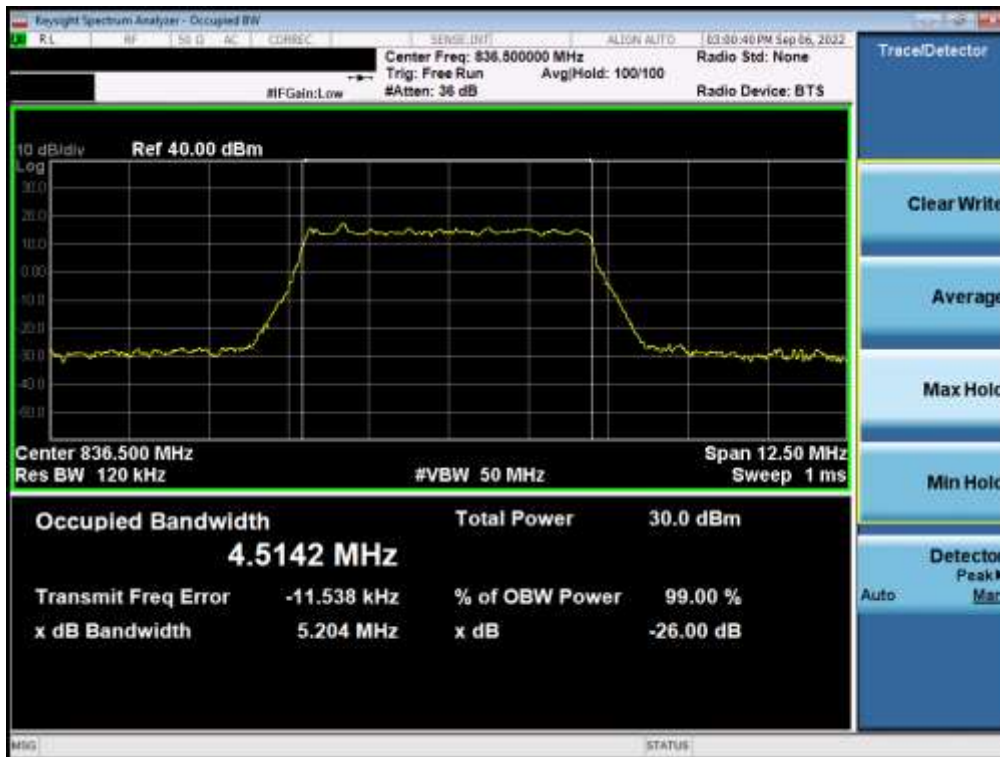 Keysight Spectrum Analyzer - Occupied BW
RL RF 50 Ω AC CORREC SENSE:INT ALIGN AUTO 03:00:40 PM Sep 06, 2022
Center Freq: 836.500000 MHz Radio Std: None
Trig: Free Run Avg|Hold: 100/100
#IFGain:Low #Atten: 36 dB Radio Device: BTS
10 dB/div Ref 40.00 dBm
Log
30.0
20.0
10.0
0.00
-10.0
-20.0
-30.0
-40.0
-50.0
Center 836.500 MHz Span 12.50 MHz
Res BW 120 kHz #VBW 50 MHz Sweep 1 ms
Occupied Bandwidth Total Power 30.0 dBm
4.5142 MHz
Transmit Freq Error -11.538 kHz % of OBW Power 99.00 %
x dB Bandwidth 5.204 MHz x dB -26.00 dB
MSG STATUS
Trace/Detector
Clear Write
Average
Max Hold
Min Hold
Detector
Peak
Auto Man